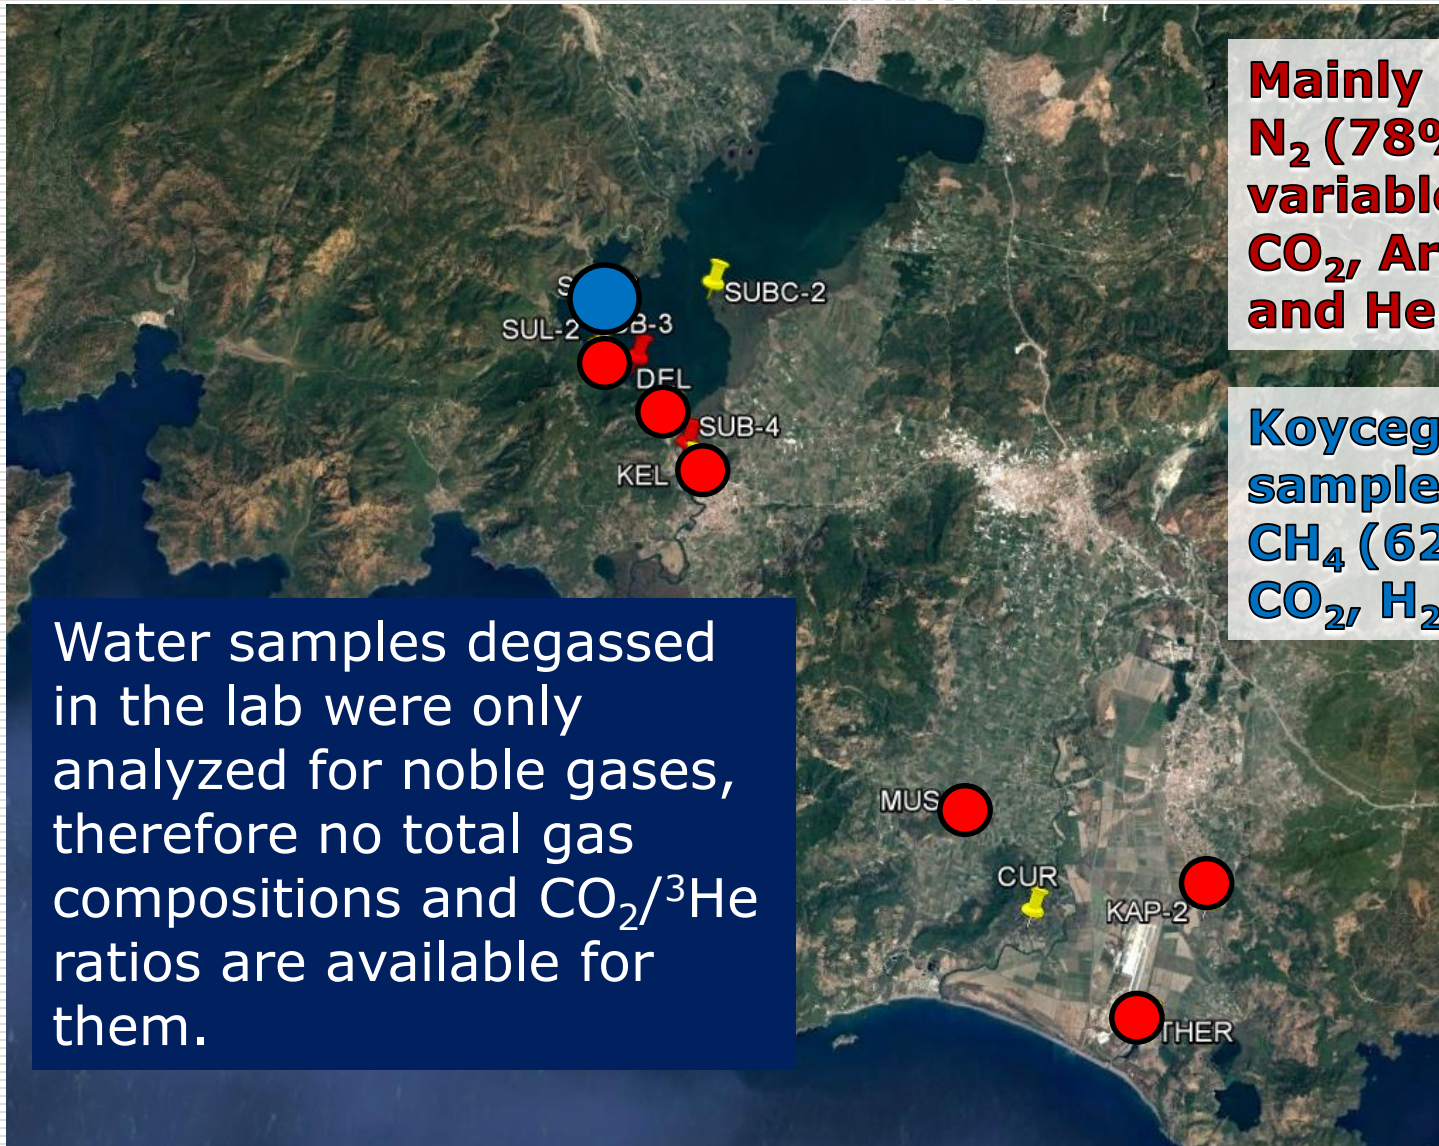 Mainly
N₂ (78%
variable
CO₂, Ar
and He
SUBC-2
SUL-2
DEL
SUB-4
KEL
Koyceg
sample
CH₄ (62
CO₂, H₂
Water samples degassed
in the lab were only
analyzed for noble gases,
therefore no total gas
compositions and CO₂/³He
ratios are available for
them.
MUS
CUR
KAP-2
THER